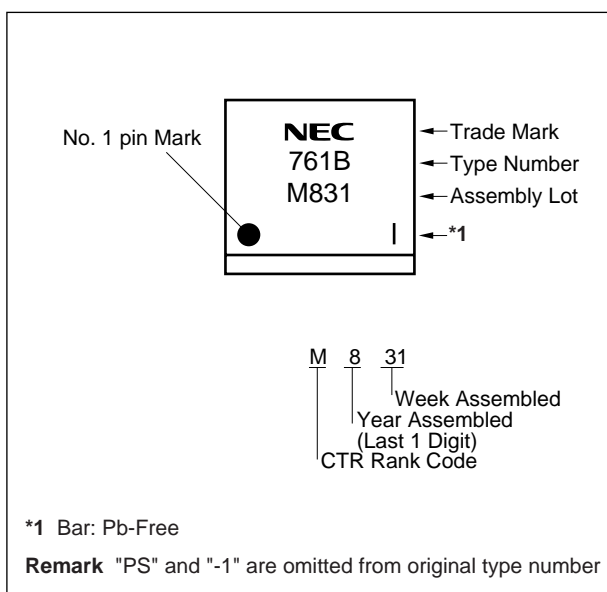 NEC
No. 1 pin Mark
Trade Mark
761B
Type Number
M831
Assembly Lot
*1
M 8 31
Week Assembled
Year Assembled
(Last 1 Digit)
CTR Rank Code
*1 Bar: Pb-Free
Remark "PS" and "-1" are omitted from original type number